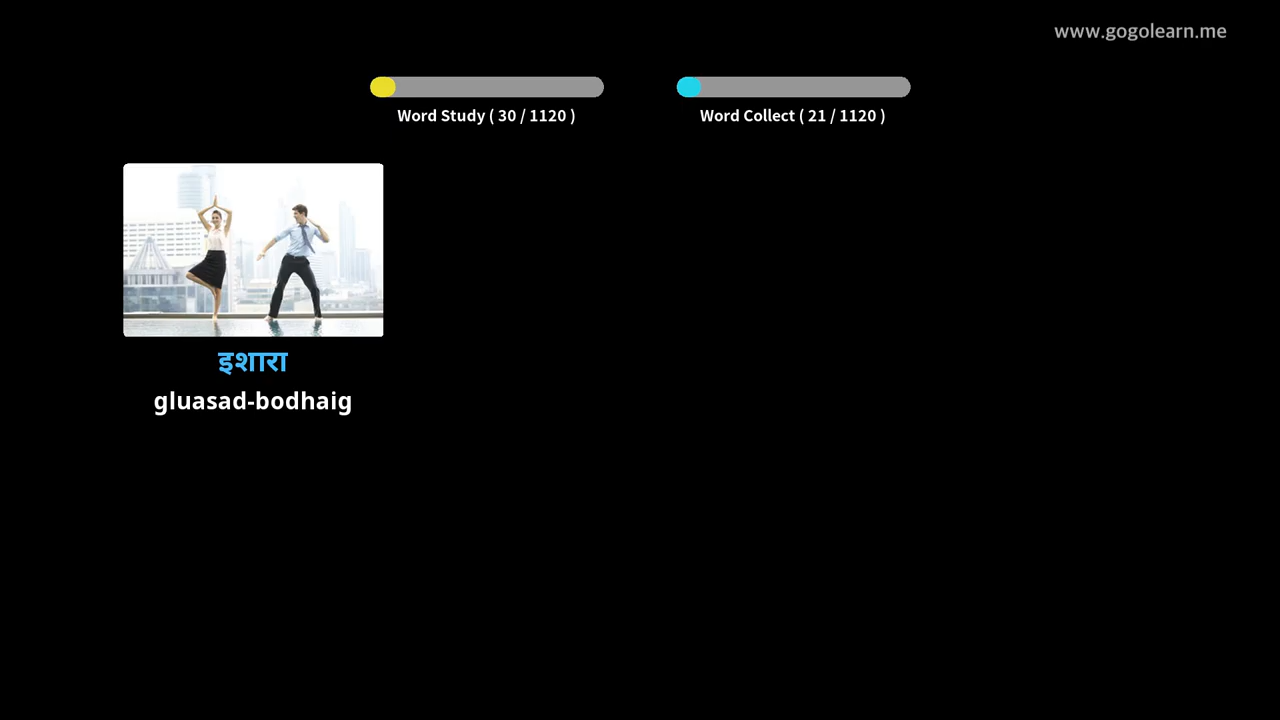 www.gogolearn.me
Word Study ( 30 / 1120 )
Word Collect ( 21 / 1120 )
इशारा
gluasad-bodhaig